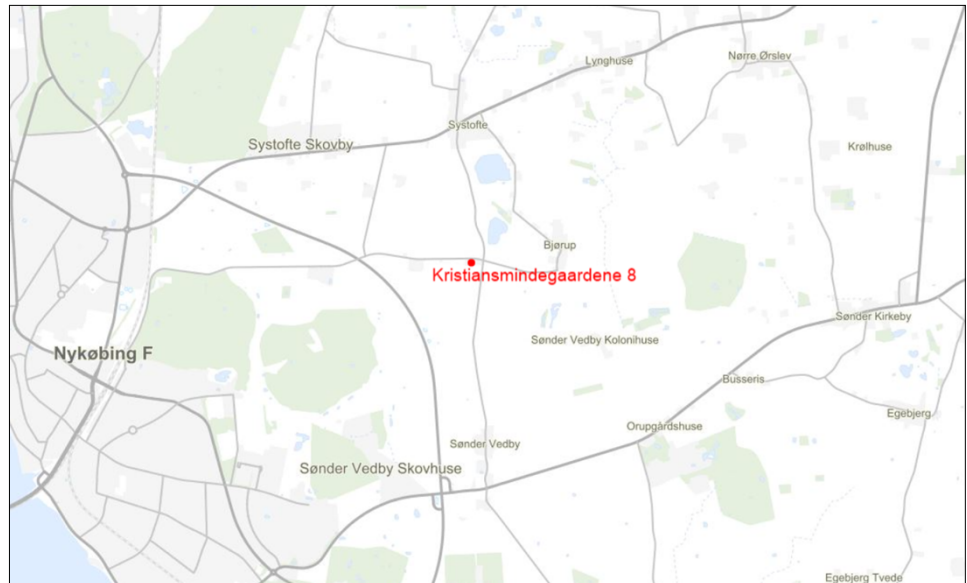 Nørre Ørslev
Lynghuse
Systofte
Systofte Skovby
Krølhuse
Bjørup
Kristiansmindegaardene 8
Sønder Kirkeby
Sønder Vedby Kolonihuse
Nykøbing F
Busseris
Egebjerg
Orupgårdshuse
Sønder Vedby
Sønder Vedby Skovhuse
Egebjerg Tvede